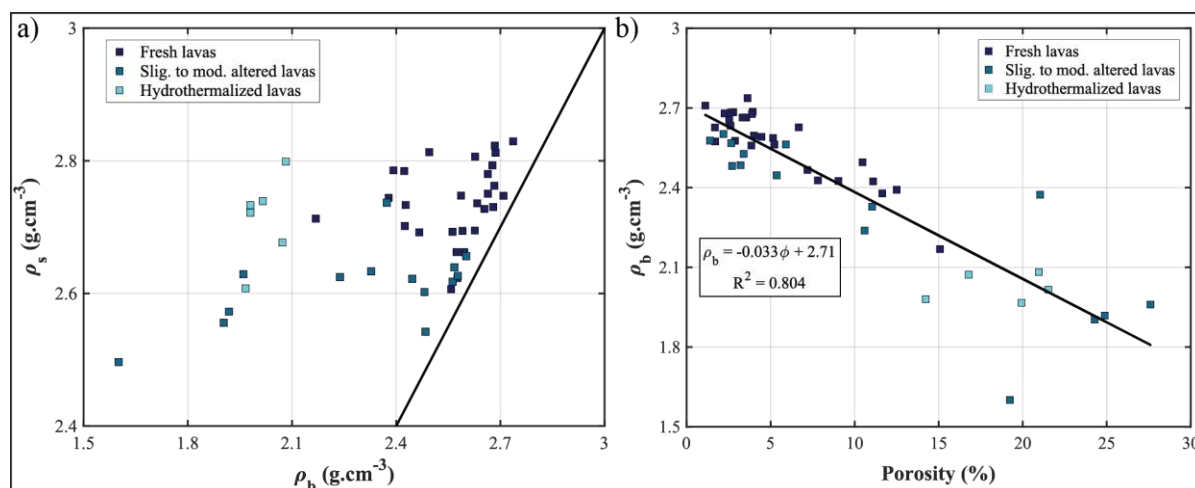 a)
3
2.8
2.6
2.4
ρs (g.cm-3)
Fresh lavas
Slig. to mod. altered lavas
Hydrothermalized lavas
1.5
1.8
2.1
2.4
2.7
3
ρb (g.cm-3)
b)
3
2.7
2.4
2.1
1.8
1.5
ρb (g.cm-3)
Fresh lavas
Slig. to mod. altered lavas
Hydrothermalized lavas
ρb = -0.033ϕ + 2.71
R2 = 0.804
0
5
10
15
20
25
30
Porosity (%)